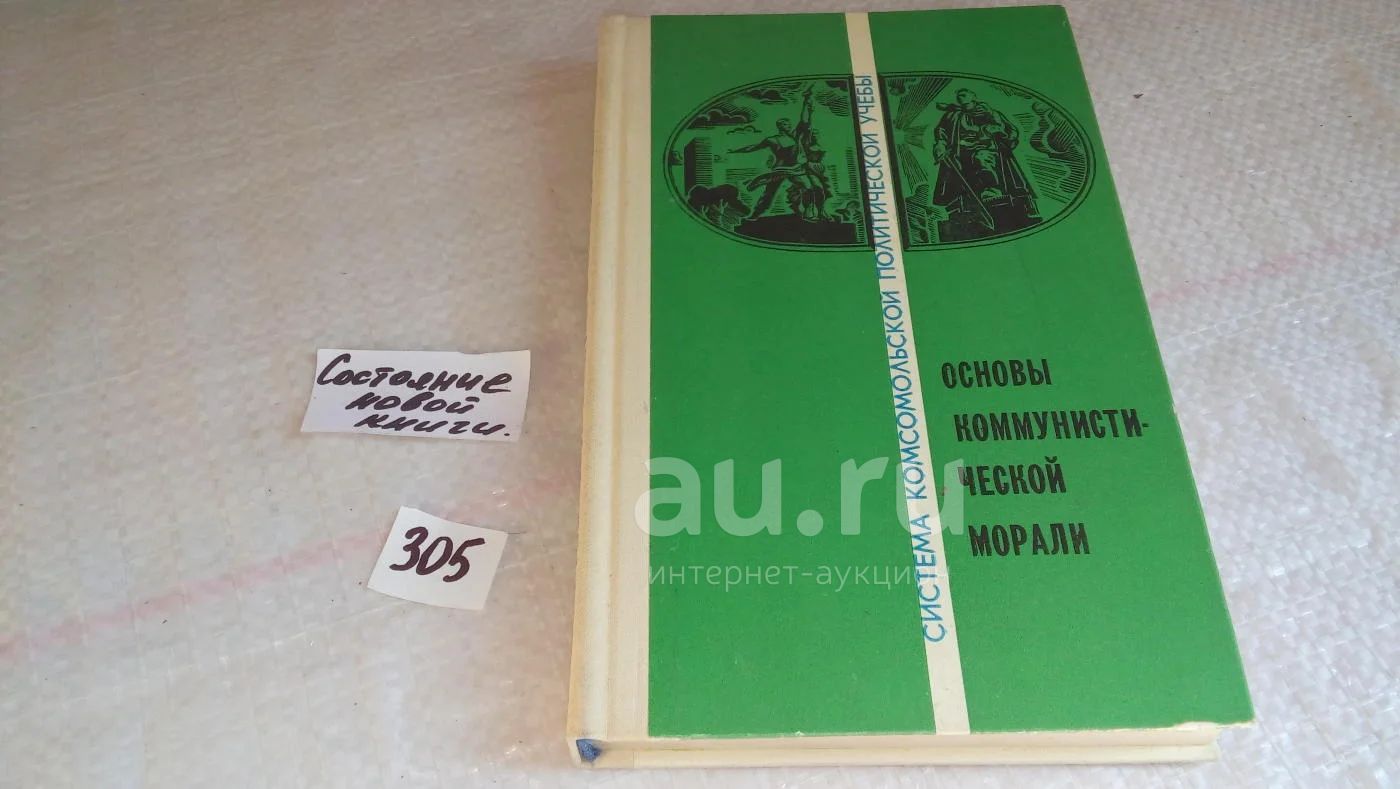 Состояние
новой
книги.
305
СИСТЕМА КОМСОМОЛЬСКОЙ ПОЛИТИЧЕСКОЙ УЧЕБЫ
ОСНОВЫ
КОММУНИСТИ-
ЧЕСКОЙ
МОРАЛИ
au.ru
интернет-аукцион